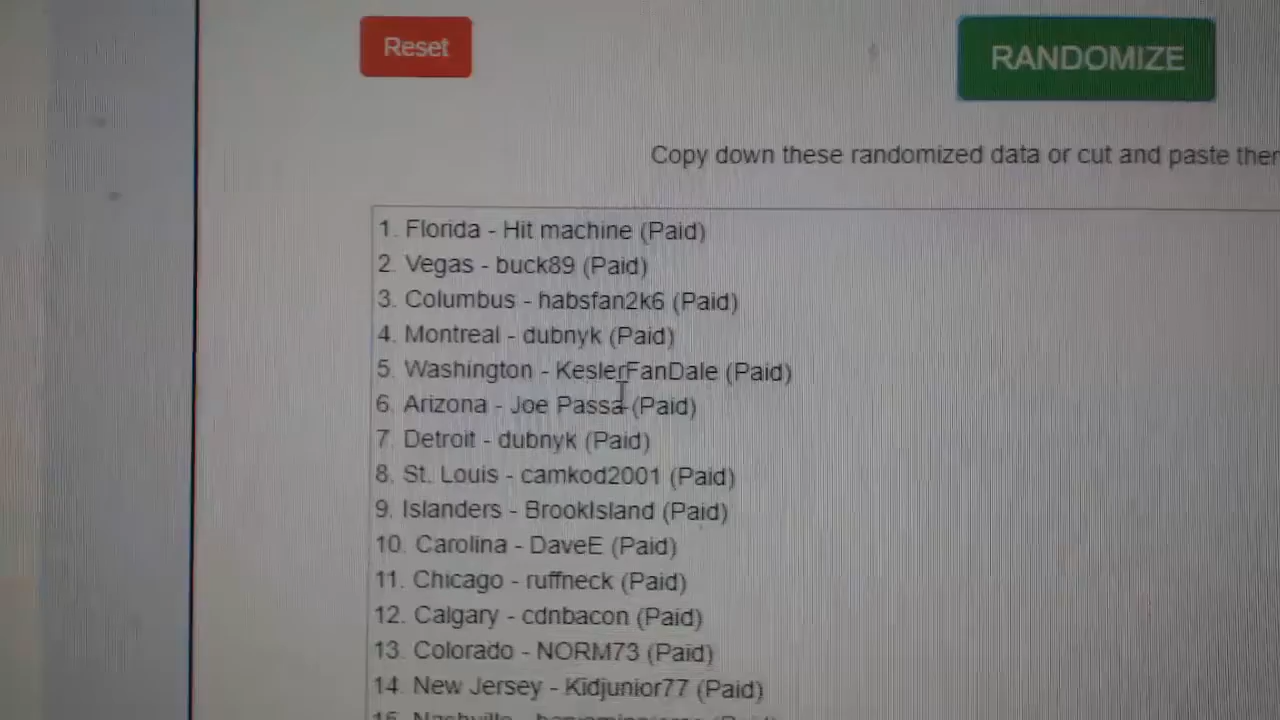 Reset
RANDOMIZE
Copy down these randomized data or cut and paste
1. Florida - Hit machine (Paid)
2. Vegas - buck89 (Paid)
3. Columbus - habsfan2k6 (Paid)
4. Montreal - dubnyk (Paid)
5. Washington - KeslerFanDale (Paid)
6. Arizona - Joe Passa (Paid)
7. Detroit - dubnyk (Paid)
8. St. Louis - camkod2001 (Paid)
9. Islanders - BrookIsland (Paid)
10. Carolina - DaveE (Paid)
11. Chicago - ruffneck (Paid)
12. Calgary - cdnbacon (Paid)
13. Colorado - NORM73 (Paid)
14. New Jersey - Kidjunior77 (Paid)
15. Nashville -